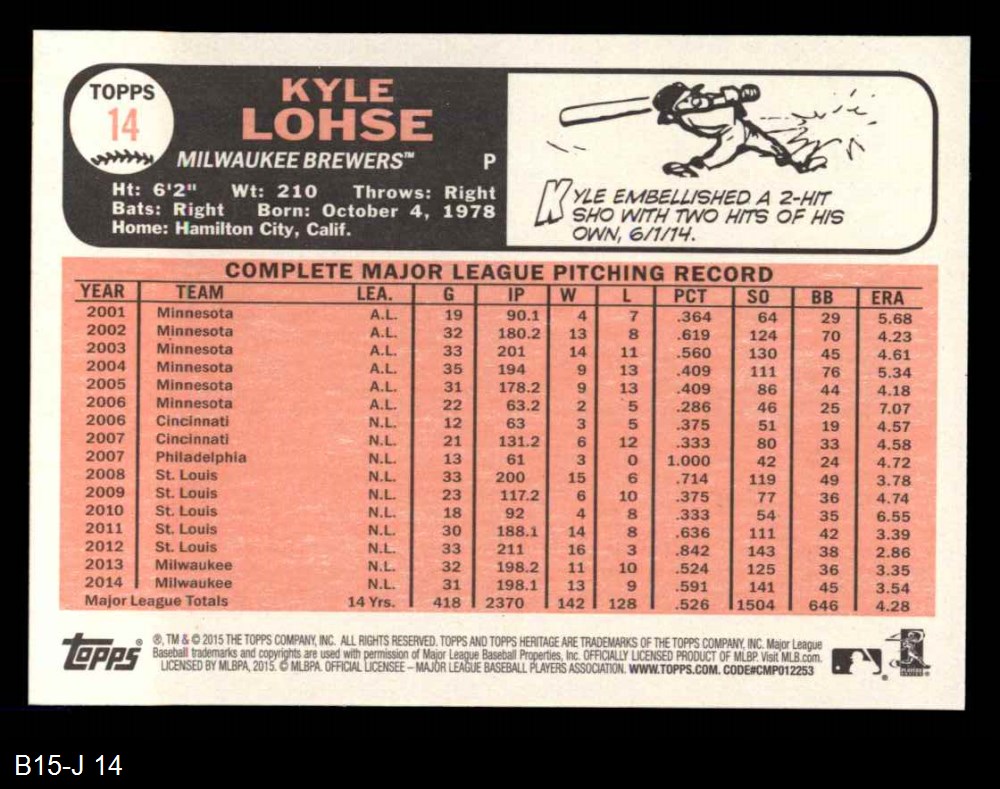 TOPPS
14
KYLE
LOHSE
MILWAUKEE BREWERS™ P
Ht: 6'2" Wt: 210 Throws: Right
Bats: Right Born: October 4, 1978
Home: Hamilton City, Calif.
KYLE EMBELLISHED A 2-HIT
SHO WITH TWO HITS OF HIS
OWN, 6/1/14.
COMPLETE MAJOR LEAGUE PITCHING RECORD
YEAR TEAM LEA. G IP W L PCT SO BB ERA
2001 Minnesota A.L. 19 90.1 4 7 .364 64 29 5.68
2002 Minnesota A.L. 32 180.2 13 8 .619 124 70 4.23
2003 Minnesota A.L. 33 201 14 11 .560 130 45 4.61
2004 Minnesota A.L. 35 194 9 13 .409 111 76 5.34
2005 Minnesota A.L. 31 178.2 9 13 .409 86 44 4.18
2006 Minnesota A.L. 22 63.2 2 5 .286 46 25 7.07
2006 Cincinnati N.L. 12 63 3 5 .375 51 19 4.57
2007 Cincinnati N.L. 21 131.2 6 12 .333 80 33 4.58
2007 Philadelphia N.L. 13 61 3 0 1.000 42 24 4.72
2008 St. Louis N.L. 33 200 15 6 .714 119 49 3.78
2009 St. Louis N.L. 23 117.2 6 10 .375 77 36 4.74
2010 St. Louis N.L. 18 92 4 8 .333 54 35 6.55
2011 St. Louis N.L. 30 188.1 14 8 .636 111 42 3.39
2012 St. Louis N.L. 33 211 16 3 .842 143 38 2.86
2013 Milwaukee N.L. 32 198.2 11 10 .524 125 36 3.35
2014 Milwaukee N.L. 31 198.1 13 9 .591 141 45 3.54
Major League Totals 14 Yrs. 418 2370 142 128 .526 1504 646 4.28
Topps ®
®, TM & © 2015 THE TOPPS COMPANY, INC. ALL RIGHTS RESERVED. TOPPS AND TOPPS HERITAGE ARE TRADEMARKS OF THE TOPPS COMPANY, INC. Major League
Baseball trademarks and copyrights are used with permission of Major League Baseball Properties, Inc. OFFICIALLY LICENSED PRODUCT OF MLBP. Visit MLB.com.
LICENSED BY MLBPA, 2015. © MLBPA. OFFICIAL LICENSEE – MAJOR LEAGUE BASEBALL PLAYERS ASSOCIATION. WWW.TOPPS.COM. CODE#CMP012253
B15-J 14